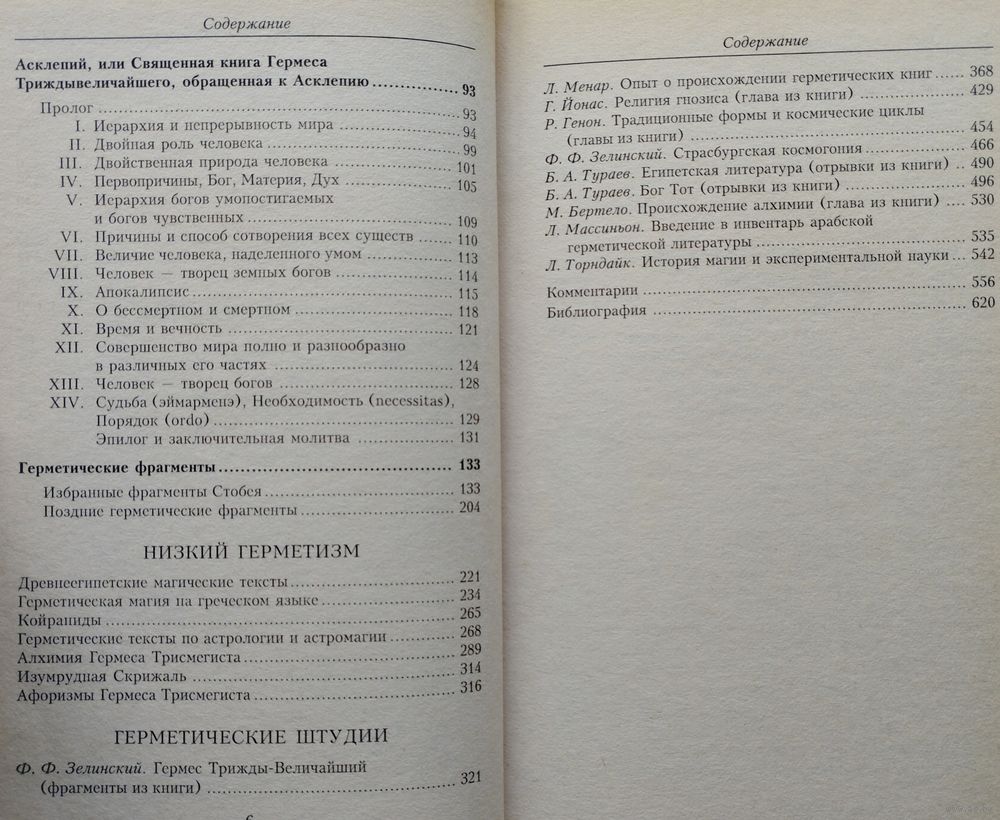 Содержание
Асклепий, или Священная книга Гермеса
Триждывеличайшего, обращенная к Асклепию .......... 93
Пролог .......... 93
I. Иерархия и непрерывность мира .......... 94
II. Двойная роль человека .......... 99
III. Двойственная природа человека .......... 101
IV. Первопричины, Бог, Материя, Дух .......... 105
V. Иерархия богов умопостигаемых
и богов чувственных .......... 109
VI. Причины и способ сотворения всех существ ...... 110
VII. Величие человека, наделенного умом .......... 113
VIII. Человек — творец земных богов .......... 114
IX. Апокалипсис .......... 115
X. О бессмертном и смертном .......... 118
XI. Время и вечность .......... 121
XII. Совершенство мира полно и разнообразно
в различных его частях .......... 124
XIII. Человек — творец богов .......... 128
XIV. Судьба (эймарменэ), Необходимость (necessitas),
Порядок (ordo) .......... 129
Эпилог и заключительная молитва .......... 131
Герметические фрагменты .......... 133
Избранные фрагменты Стобея .......... 133
Поздние герметические фрагменты .......... 204
НИЗКИЙ ГЕРМЕТИЗМ
Древнеегипетские магические тексты .......... 221
Герметическая магия на греческом языке .......... 234
Койраниды .......... 265
Герметические тексты по астрологии и астромагии .......... 268
Алхимия Гермеса Трисмегиста .......... 289
Изумрудная Скрижаль .......... 314
Афоризмы Гермеса Трисмегиста .......... 316
ГЕРМЕТИЧЕСКИЕ ШТУДИИ
Ф. Ф. Зелинский. Гермес Трижды-Величайший
(фрагменты из книги) .......... 321
Содержание
Л. Менар. Опыт о происхождении герметических книг ...... 368
Г. Йонас. Религия гнозиса (глава из книги) .......... 429
Р. Генон. Традиционные формы и космические циклы
(главы из книги) .......... 454
Ф. Ф. Зелинский. Страсбургская космогония .......... 466
Б. А. Тураев. Египетская литература (отрывки из книги) .... 490
Б. А. Тураев. Бог Тот (отрывки из книги) .......... 496
М. Бертело. Происхождение алхимии (глава из книги) .... 530
Л. Массиньон. Введение в инвентарь арабской
герметической литературы .......... 535
Л. Торндайк. История магии и экспериментальной науки ... 542
Комментарии .......... 556
Библиография .......... 620